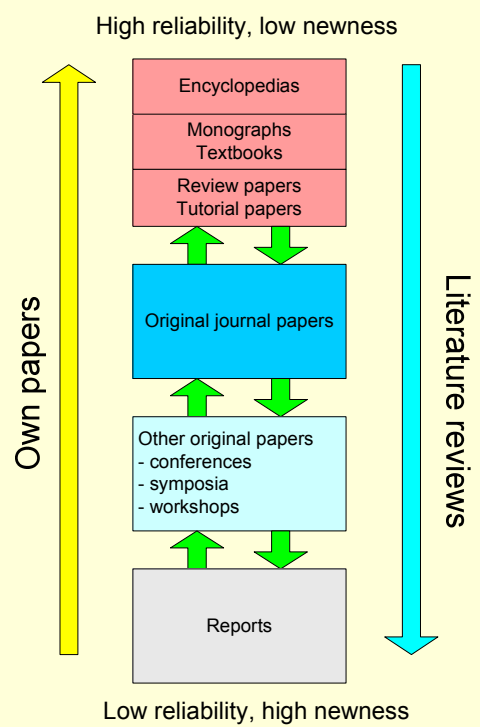 High reliability, low newness
Encyclopedias
Monographs
Textbooks
Review papers
Tutorial papers
Original journal papers
Other original papers
- conferences
- symposia
- workshops
Reports
Own papers
Literature reviews
Low reliability, high newness